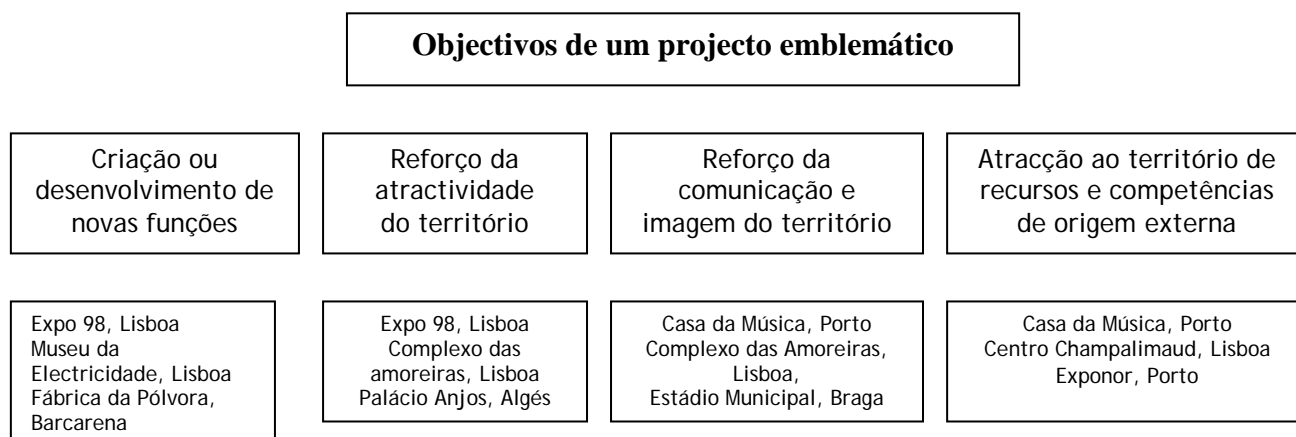 Objectivos de um projecto emblemático
Criação ou
desenvolvimento de
novas funções
Reforço da
atractividade
do território
Reforço da
comunicação e
imagem do território
Atracção ao território de
recursos e competências
de origem externa
Expo 98, Lisboa
Museu da
Electricidade, Lisboa
Fábrica da Pólvora,
Barcarena
Expo 98, Lisboa
Complexo das
amoreiras, Lisboa
Palácio Anjos, Algés
Casa da Música, Porto
Complexo das Amoreiras,
Lisboa,
Estádio Municipal, Braga
Casa da Música, Porto
Centro Champalimaud, Lisboa
Exponor, Porto